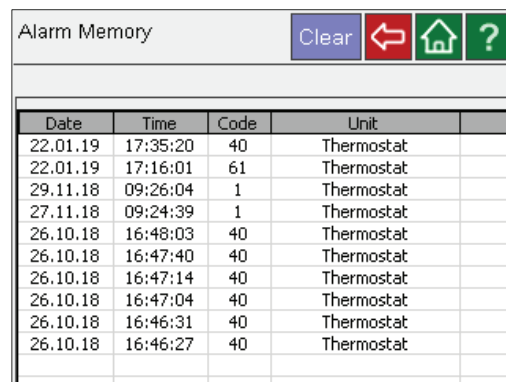 Alarm Memory Clear ?
Date Time Code Unit
22.01.19 17:35:20 40 Thermostat
22.01.19 17:16:01 61 Thermostat
29.11.18 09:26:04 1 Thermostat
27.11.18 09:24:39 1 Thermostat
26.10.18 16:48:03 40 Thermostat
26.10.18 16:47:40 40 Thermostat
26.10.18 16:47:14 40 Thermostat
26.10.18 16:47:04 40 Thermostat
26.10.18 16:46:31 40 Thermostat
26.10.18 16:46:27 40 Thermostat